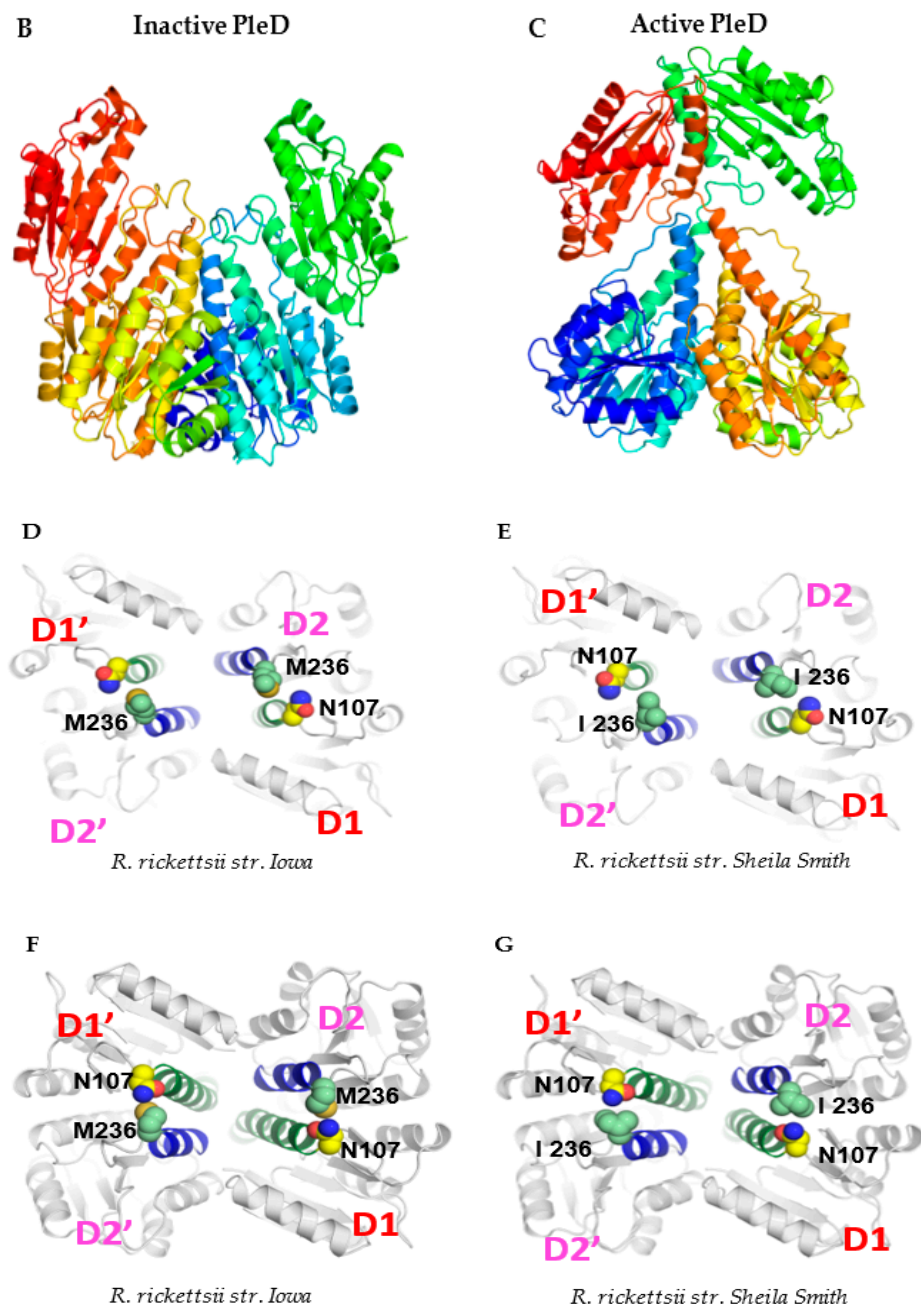 B Inactive PleD C Active PleD
D E
D1' D2 D1' D2
M236 N107 I 236
M236 N107 I 236 N107
D2' D1 D2' D1
R. rickettsii str. Iowa R. rickettsii str. Sheila Smith
F G
D1' D2 D1' D2
N107 M236 N107 I 236
M236 N107 I 236 N107
D2' D1 D2' D1
R. rickettsii str. Iowa R. rickettsii str. Sheila Smith